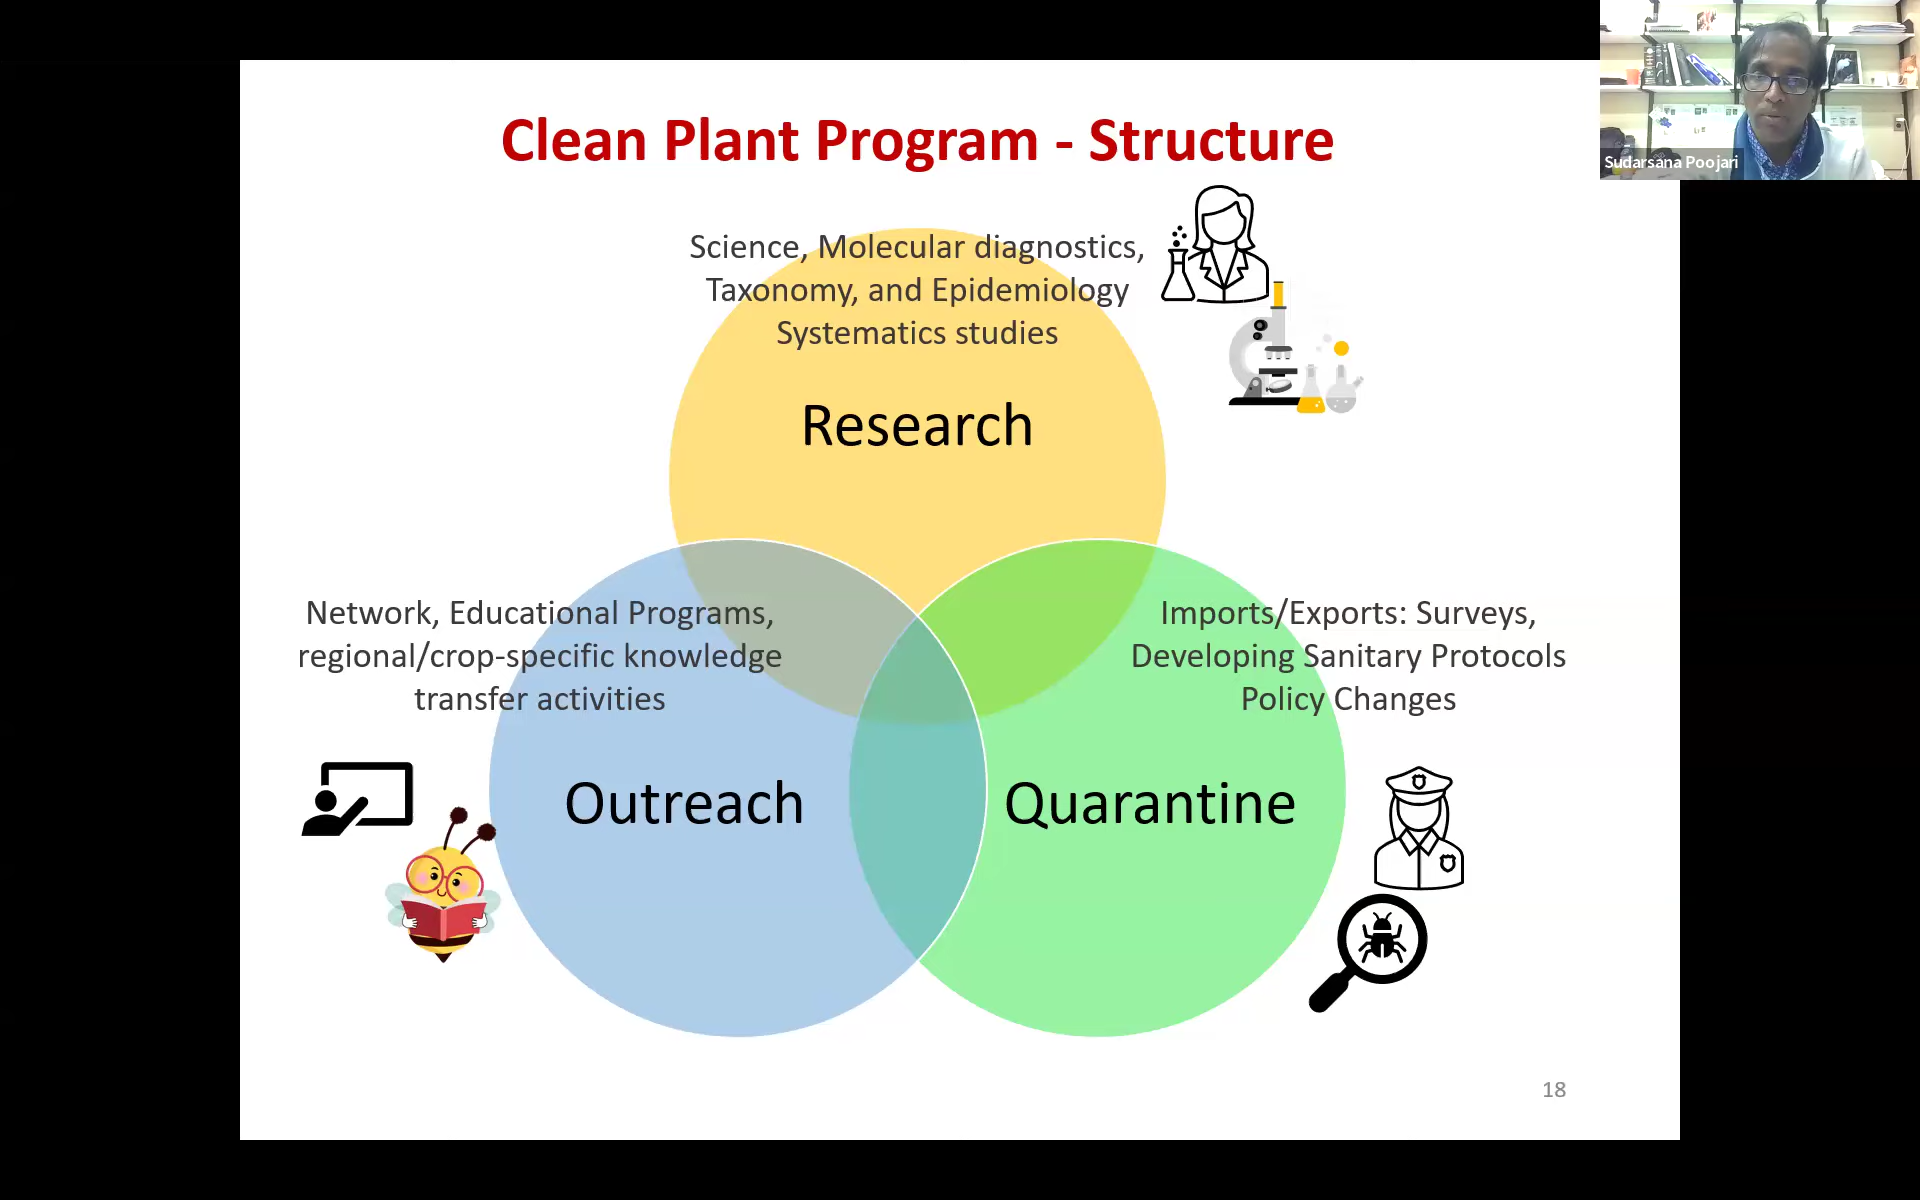 Clean Plant Program - Structure
Sudarsana Poojari
Science, Molecular diagnostics,
Taxonomy, and Epidemiology
Systematics studies
Research
Network, Educational Programs,
regional/crop-specific knowledge
transfer activities
Imports/Exports: Surveys,
Developing Sanitary Protocols
Policy Changes
Outreach
Quarantine
18